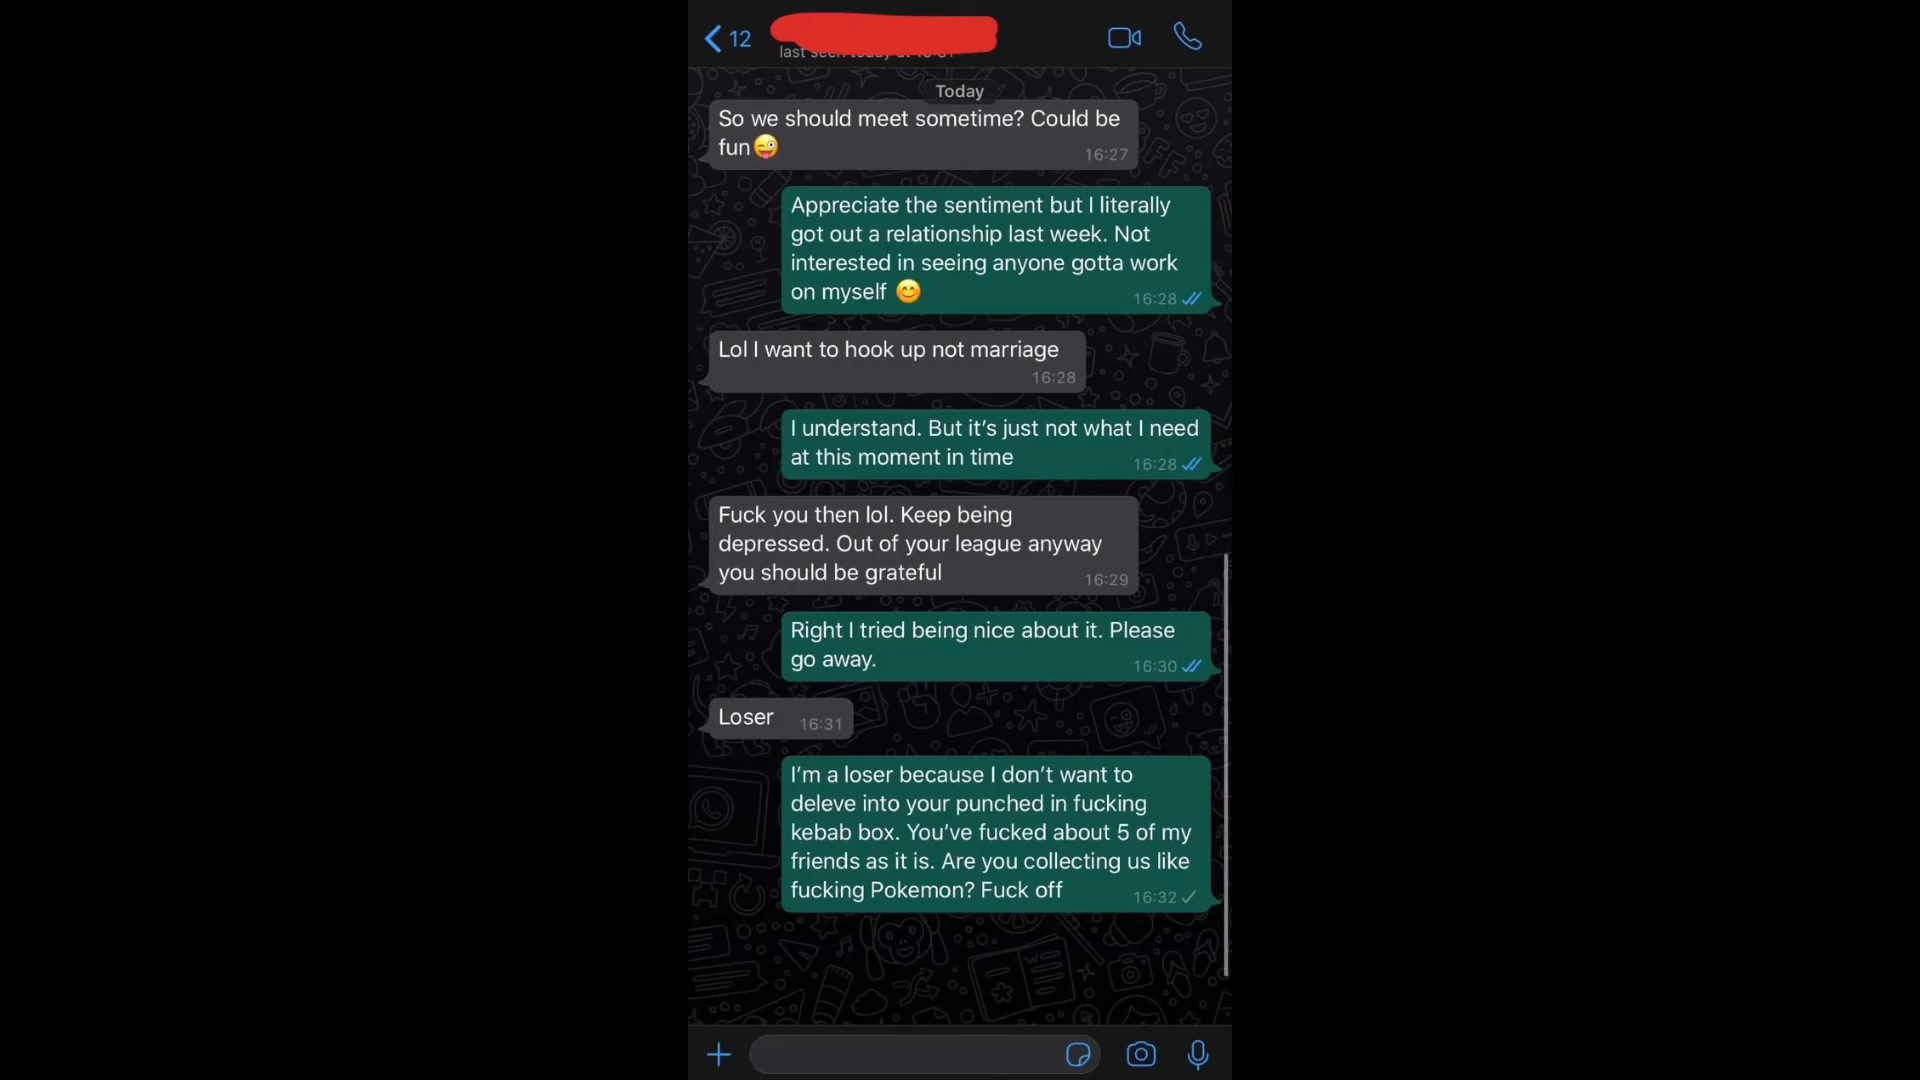 12
last seen today at
Today
So we should meet sometime? Could be
fun😜
16:27
Appreciate the sentiment but I literally
got out a relationship last week. Not
interested in seeing anyone gotta work
on myself 😊
16:28
Lol I want to hook up not marriage
16:28
I understand. But it’s just not what I need
at this moment in time
16:28
Fuck you then lol. Keep being
depressed. Out of your league anyway
you should be grateful
16:29
Right I tried being nice about it. Please
go away.
16:30
Loser 16:31
I’m a loser because I don’t want to
deleve into your punched in fucking
kebab box. You’ve fucked about 5 of my
friends as it is. Are you collecting us like
fucking Pokemon? Fuck off
16:32